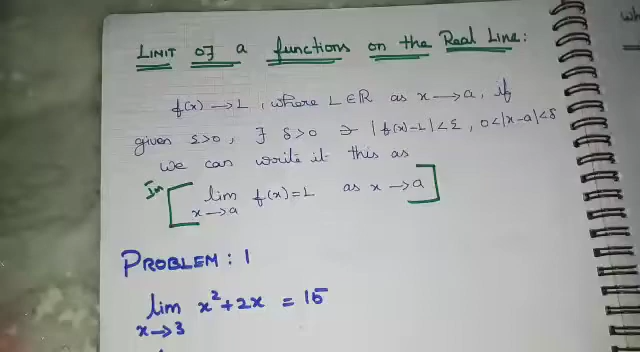 LIMIT OF a functions on the Real Line:
f(x) → L, where L ∈ ℝ as x → a, if
given ε>0, ∃ δ>0 ∋ |f(x)-L|<ε, 0<|x-a|<δ
we can write it this as
Im [ lim x→a f(x)=L as x → a ]
PROBLEM: 1
lim x→3 x²+2x = 15